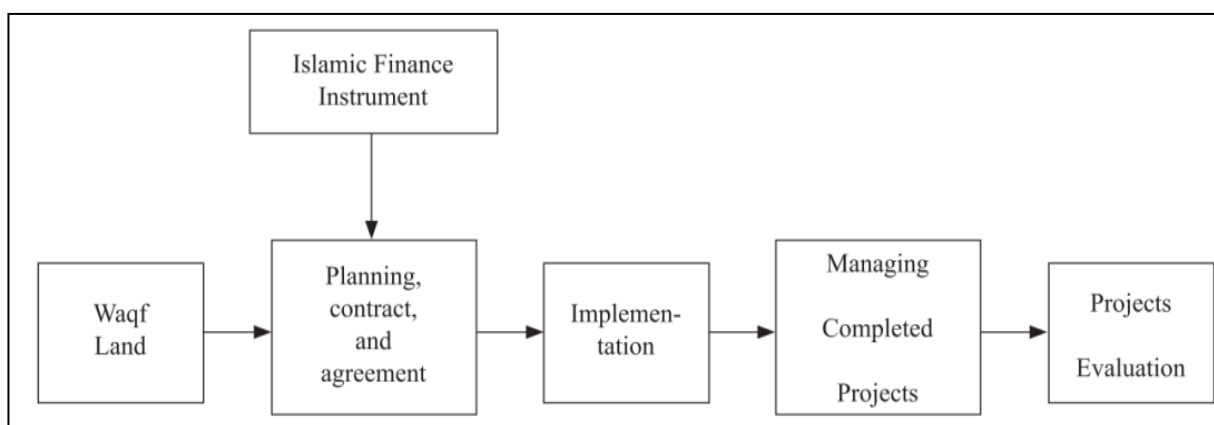 Islamic Finance
Instrument
Waqf
Land
Planning,
contract,
and
agreement
Implemen-
tation
Managing
Completed
Projects
Projects
Evaluation